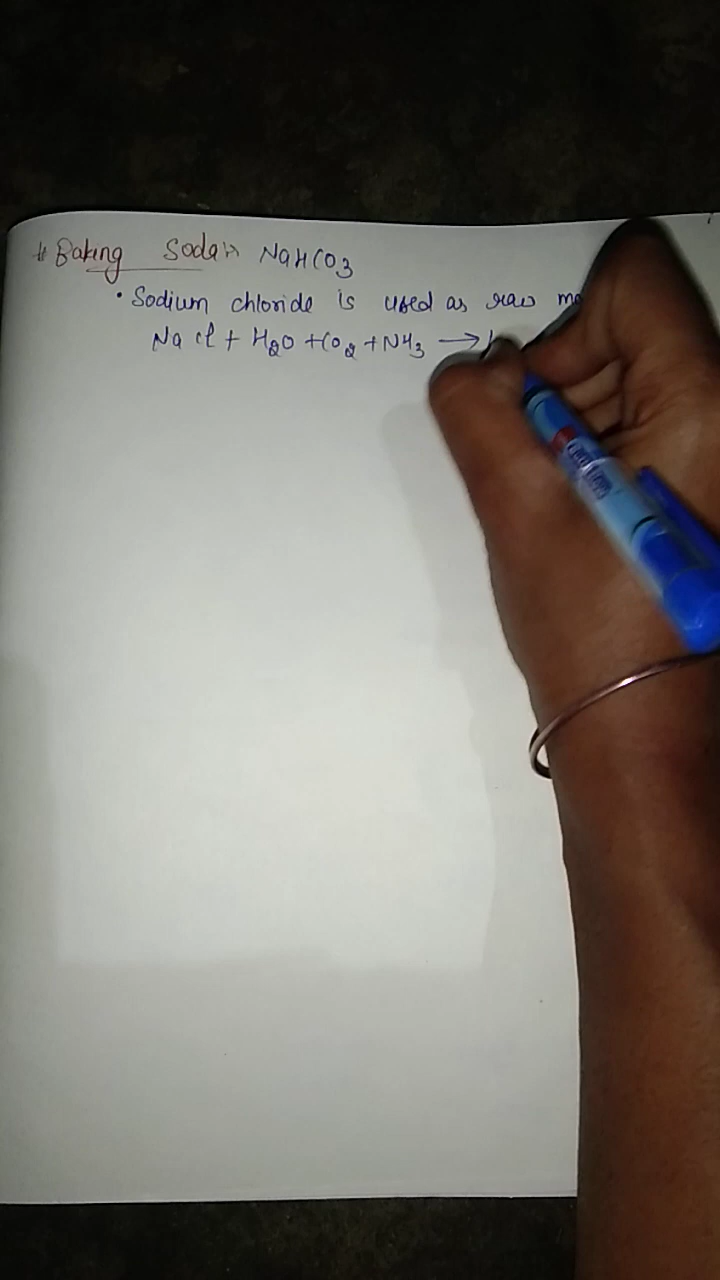 # Baking Soda:- NaHCO3
• Sodium chloride is used as raw
NaCl + H2O + CO2 + NH3 →